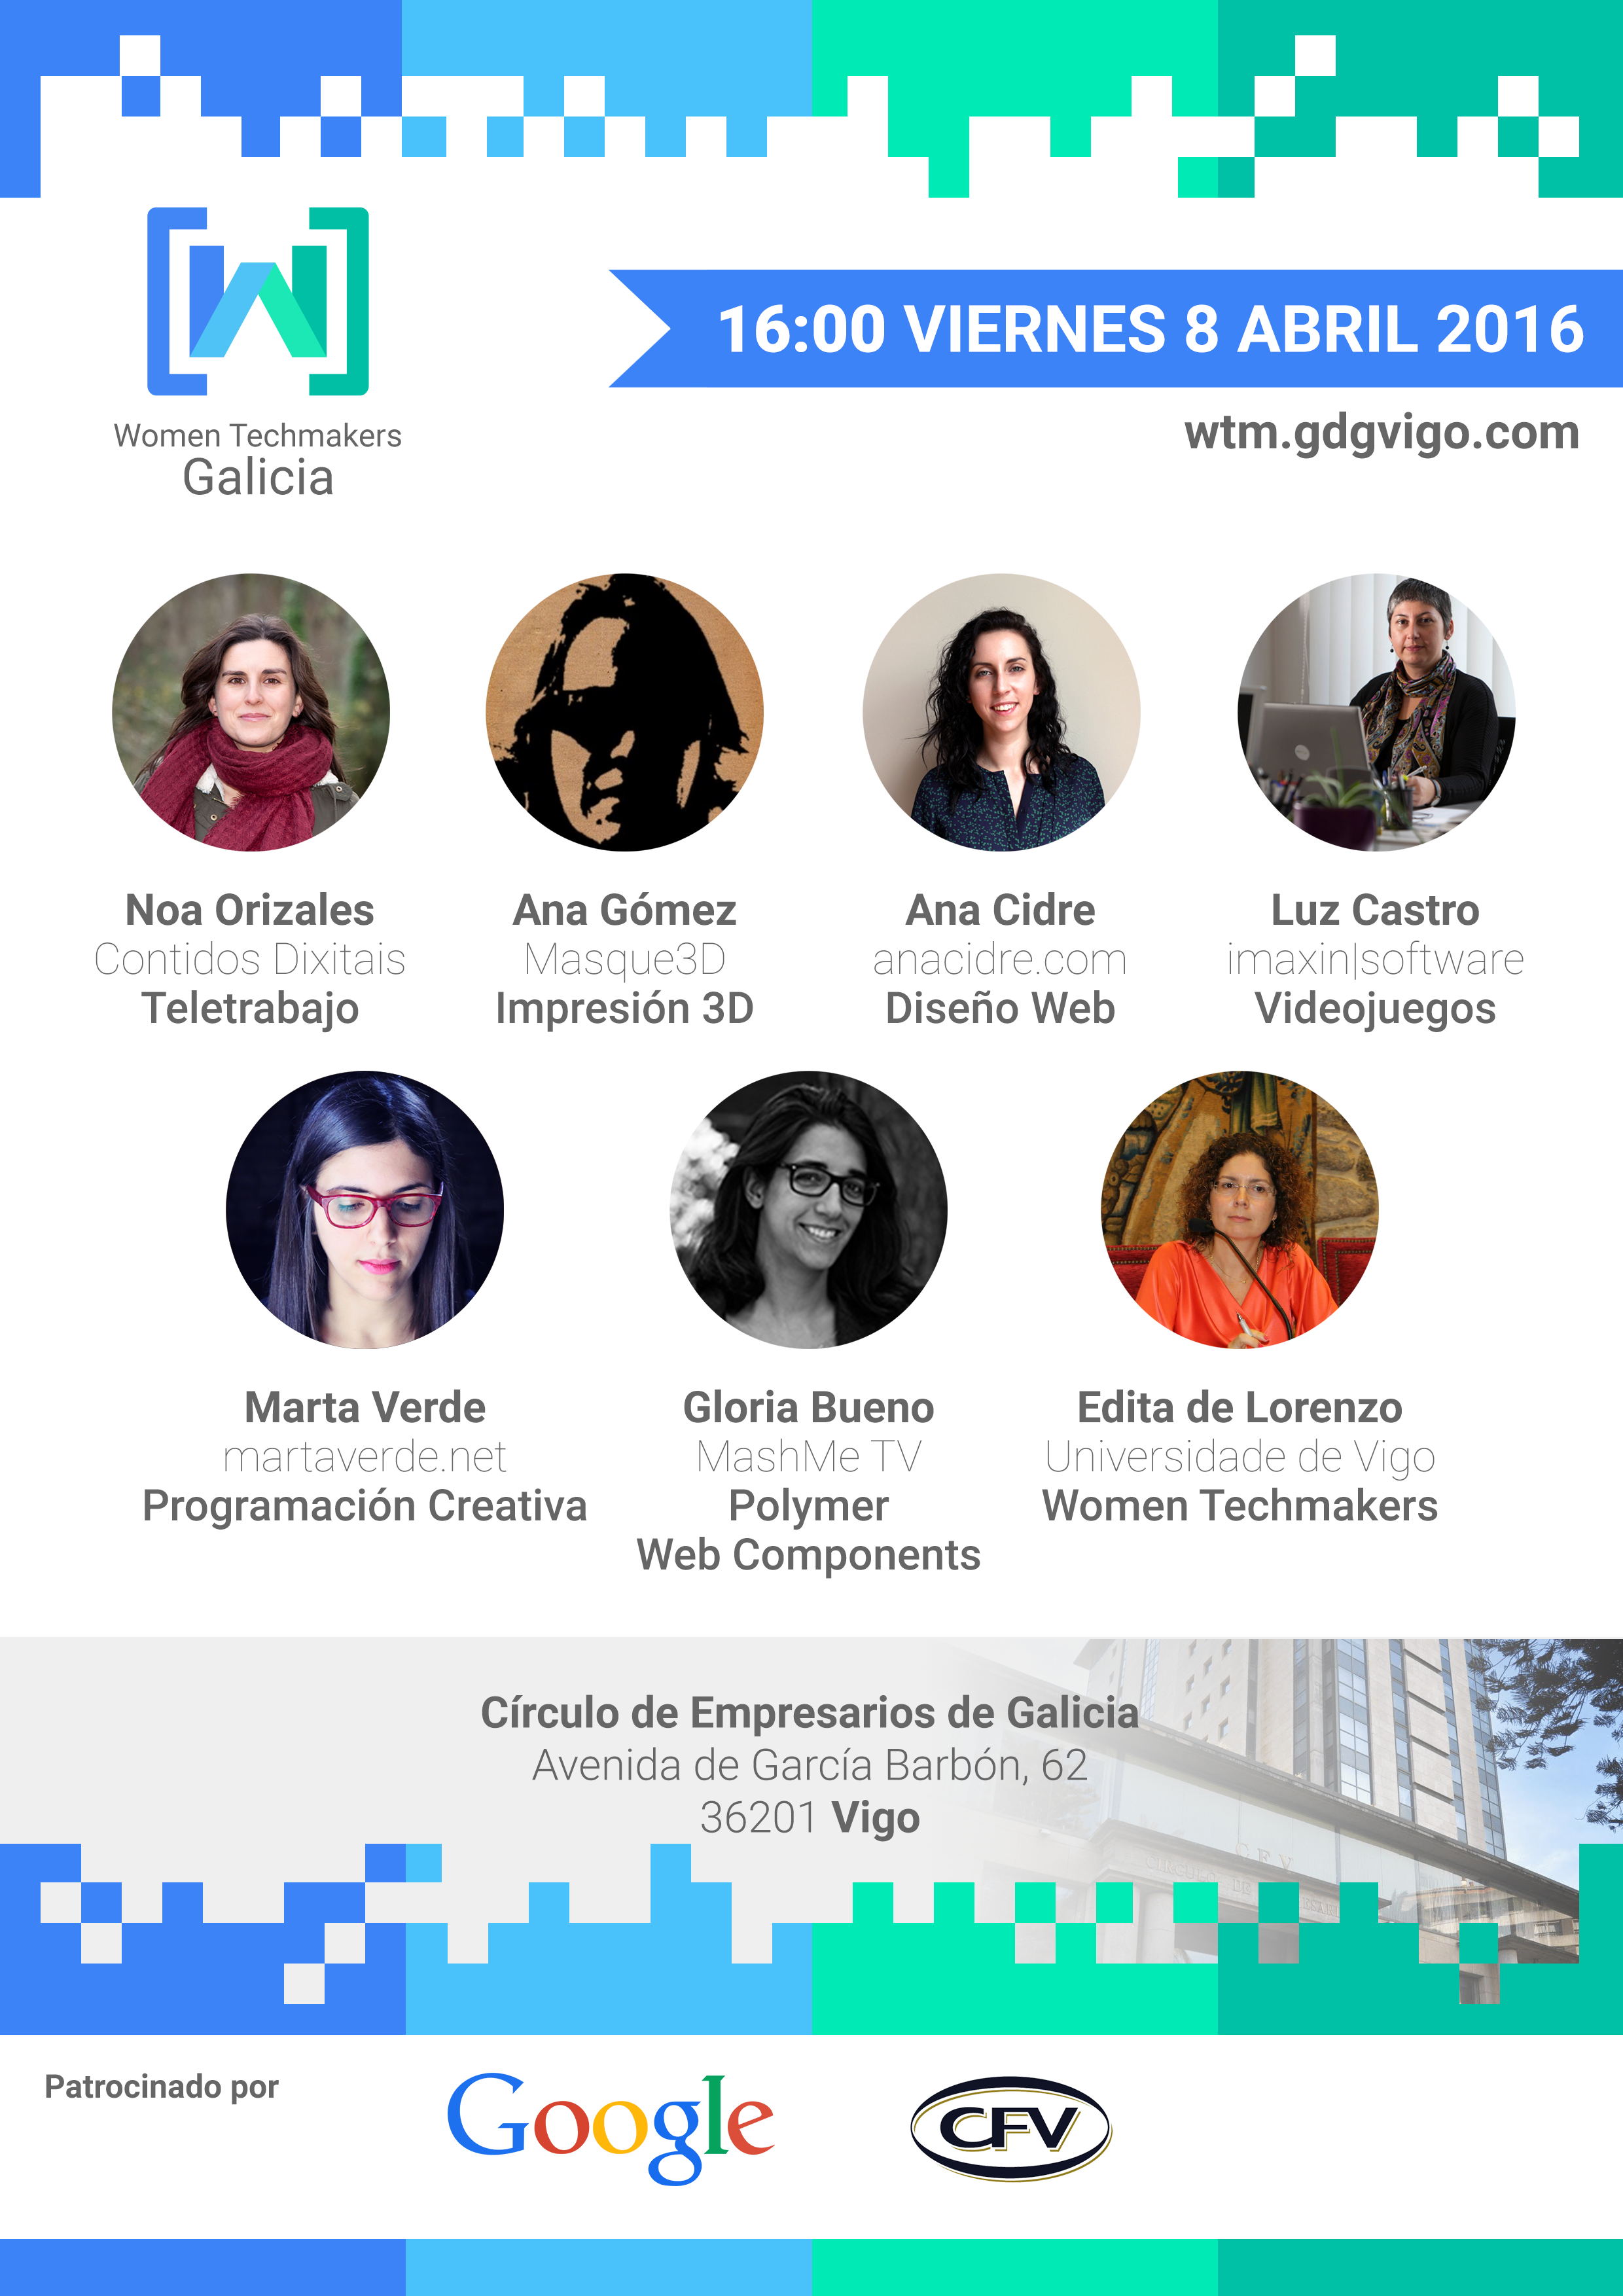 16:00 VIERNES 8 ABRIL 2016
wtm.gdgvigo.com
Women Techmakers
Galicia
Noa Orizales
Contidos Dixitais
Teletrabajo
Ana Gómez
Masque3D
Impresión 3D
Ana Cidre
anacidre.com
Diseño Web
Luz Castro
imaxin|software
Videojuegos
Marta Verde
martaverde.net
Programación Creativa
Gloria Bueno
MashMe TV
Polymer
Web Components
Edita de Lorenzo
Universidade de Vigo
Women Techmakers
Círculo de Empresarios de Galicia
Avenida de García Barbón, 62
36201 Vigo
C.F.V.
CÍRCULO DE
Patrocinado por
Google
CFV